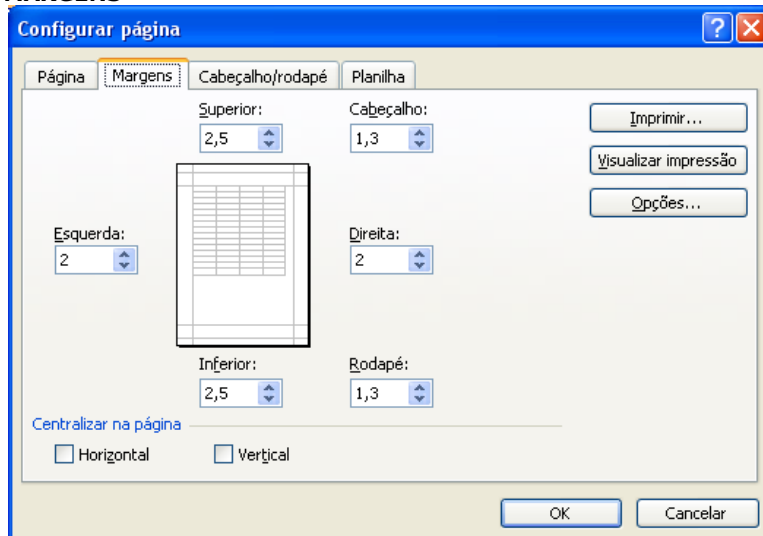 MARGENS
Configurar página
Página Margens Cabeçalho/rodapé Planilha
Superior: Cabeçalho:
2,5 1,3
Imprimir...
Visualizar impressão
Opções...
Esquerda: Direita:
2 2
Inferior: Rodapé:
2,5 1,3
Centralizar na página
Horizontal Vertical
OK Cancelar